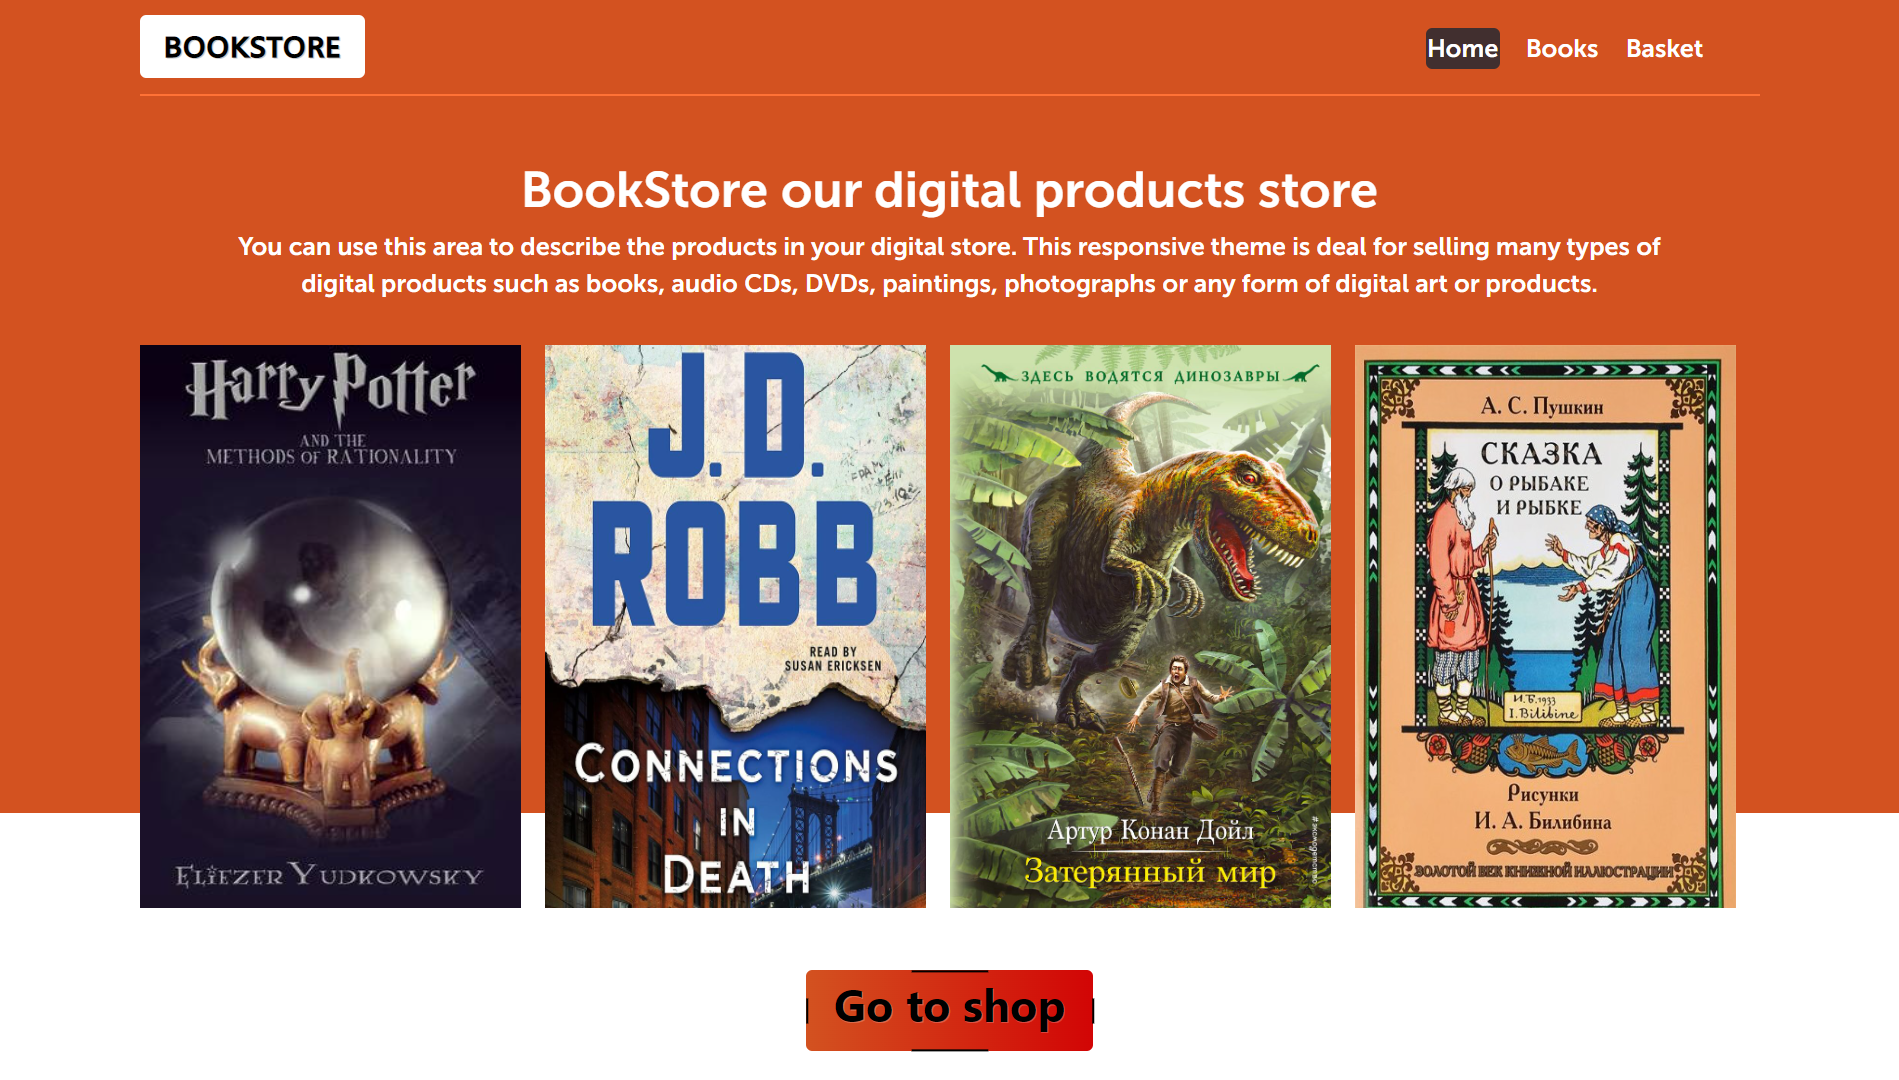 BOOKSTORE
Home Books Basket
BookStore our digital products store
You can use this area to describe the products in your digital store. This responsive theme is deal for selling many types of
digital products such as books, audio CDs, DVDs, paintings, photographs or any form of digital art or products.
Harry Potter
AND THE
METHODS OF RATIONALITY
ELIEZER YUDKOWSKY
J.D.
ROBB
READ BY
SUSAN ERICKSEN
CONNECTIONS
IN
DEATH
ЗДЕСЬ ВОДЯТСЯ ДИНОЗАВРЫ
Артур Конан Дойл
Затерянный мир
А. С. Пушкин
СКАЗКА
О РЫБАКЕ
И РЫБКЕ
И.Б. 1933
I. Bilibine
Рисунки
И. А. Билибина
ЗОЛОТОЙ ВЕК КНИЖНОЙ ИЛЛЮСТРАЦИИ
Go to shop